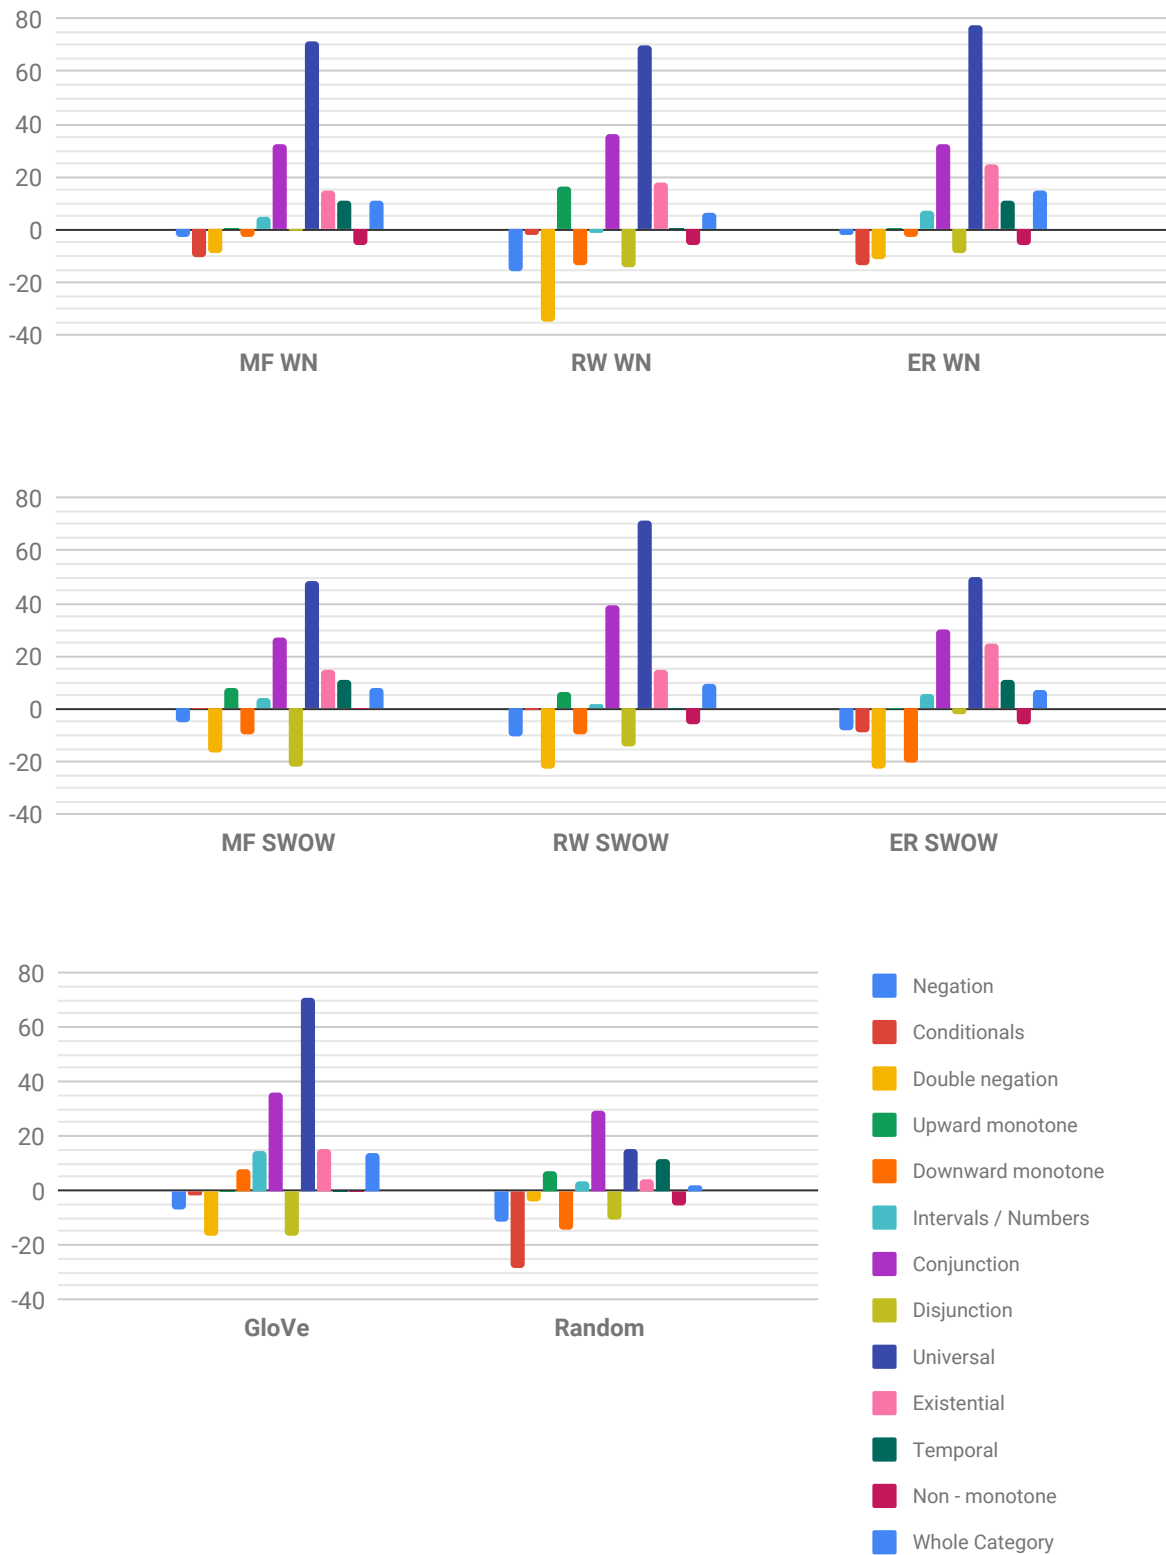 80
60
40
20
0
-20
-40
MF WN RW WN ER WN
80
60
40
20
0
-20
-40
MF SWOW RW SWOW ER SWOW
80
60
40
20
0
-20
-40
GloVe Random
Negation
Conditionals
Double negation
Upward monotone
Downward monotone
Intervals / Numbers
Conjunction
Disjunction
Universal
Existential
Temporal
Non - monotone
Whole Category